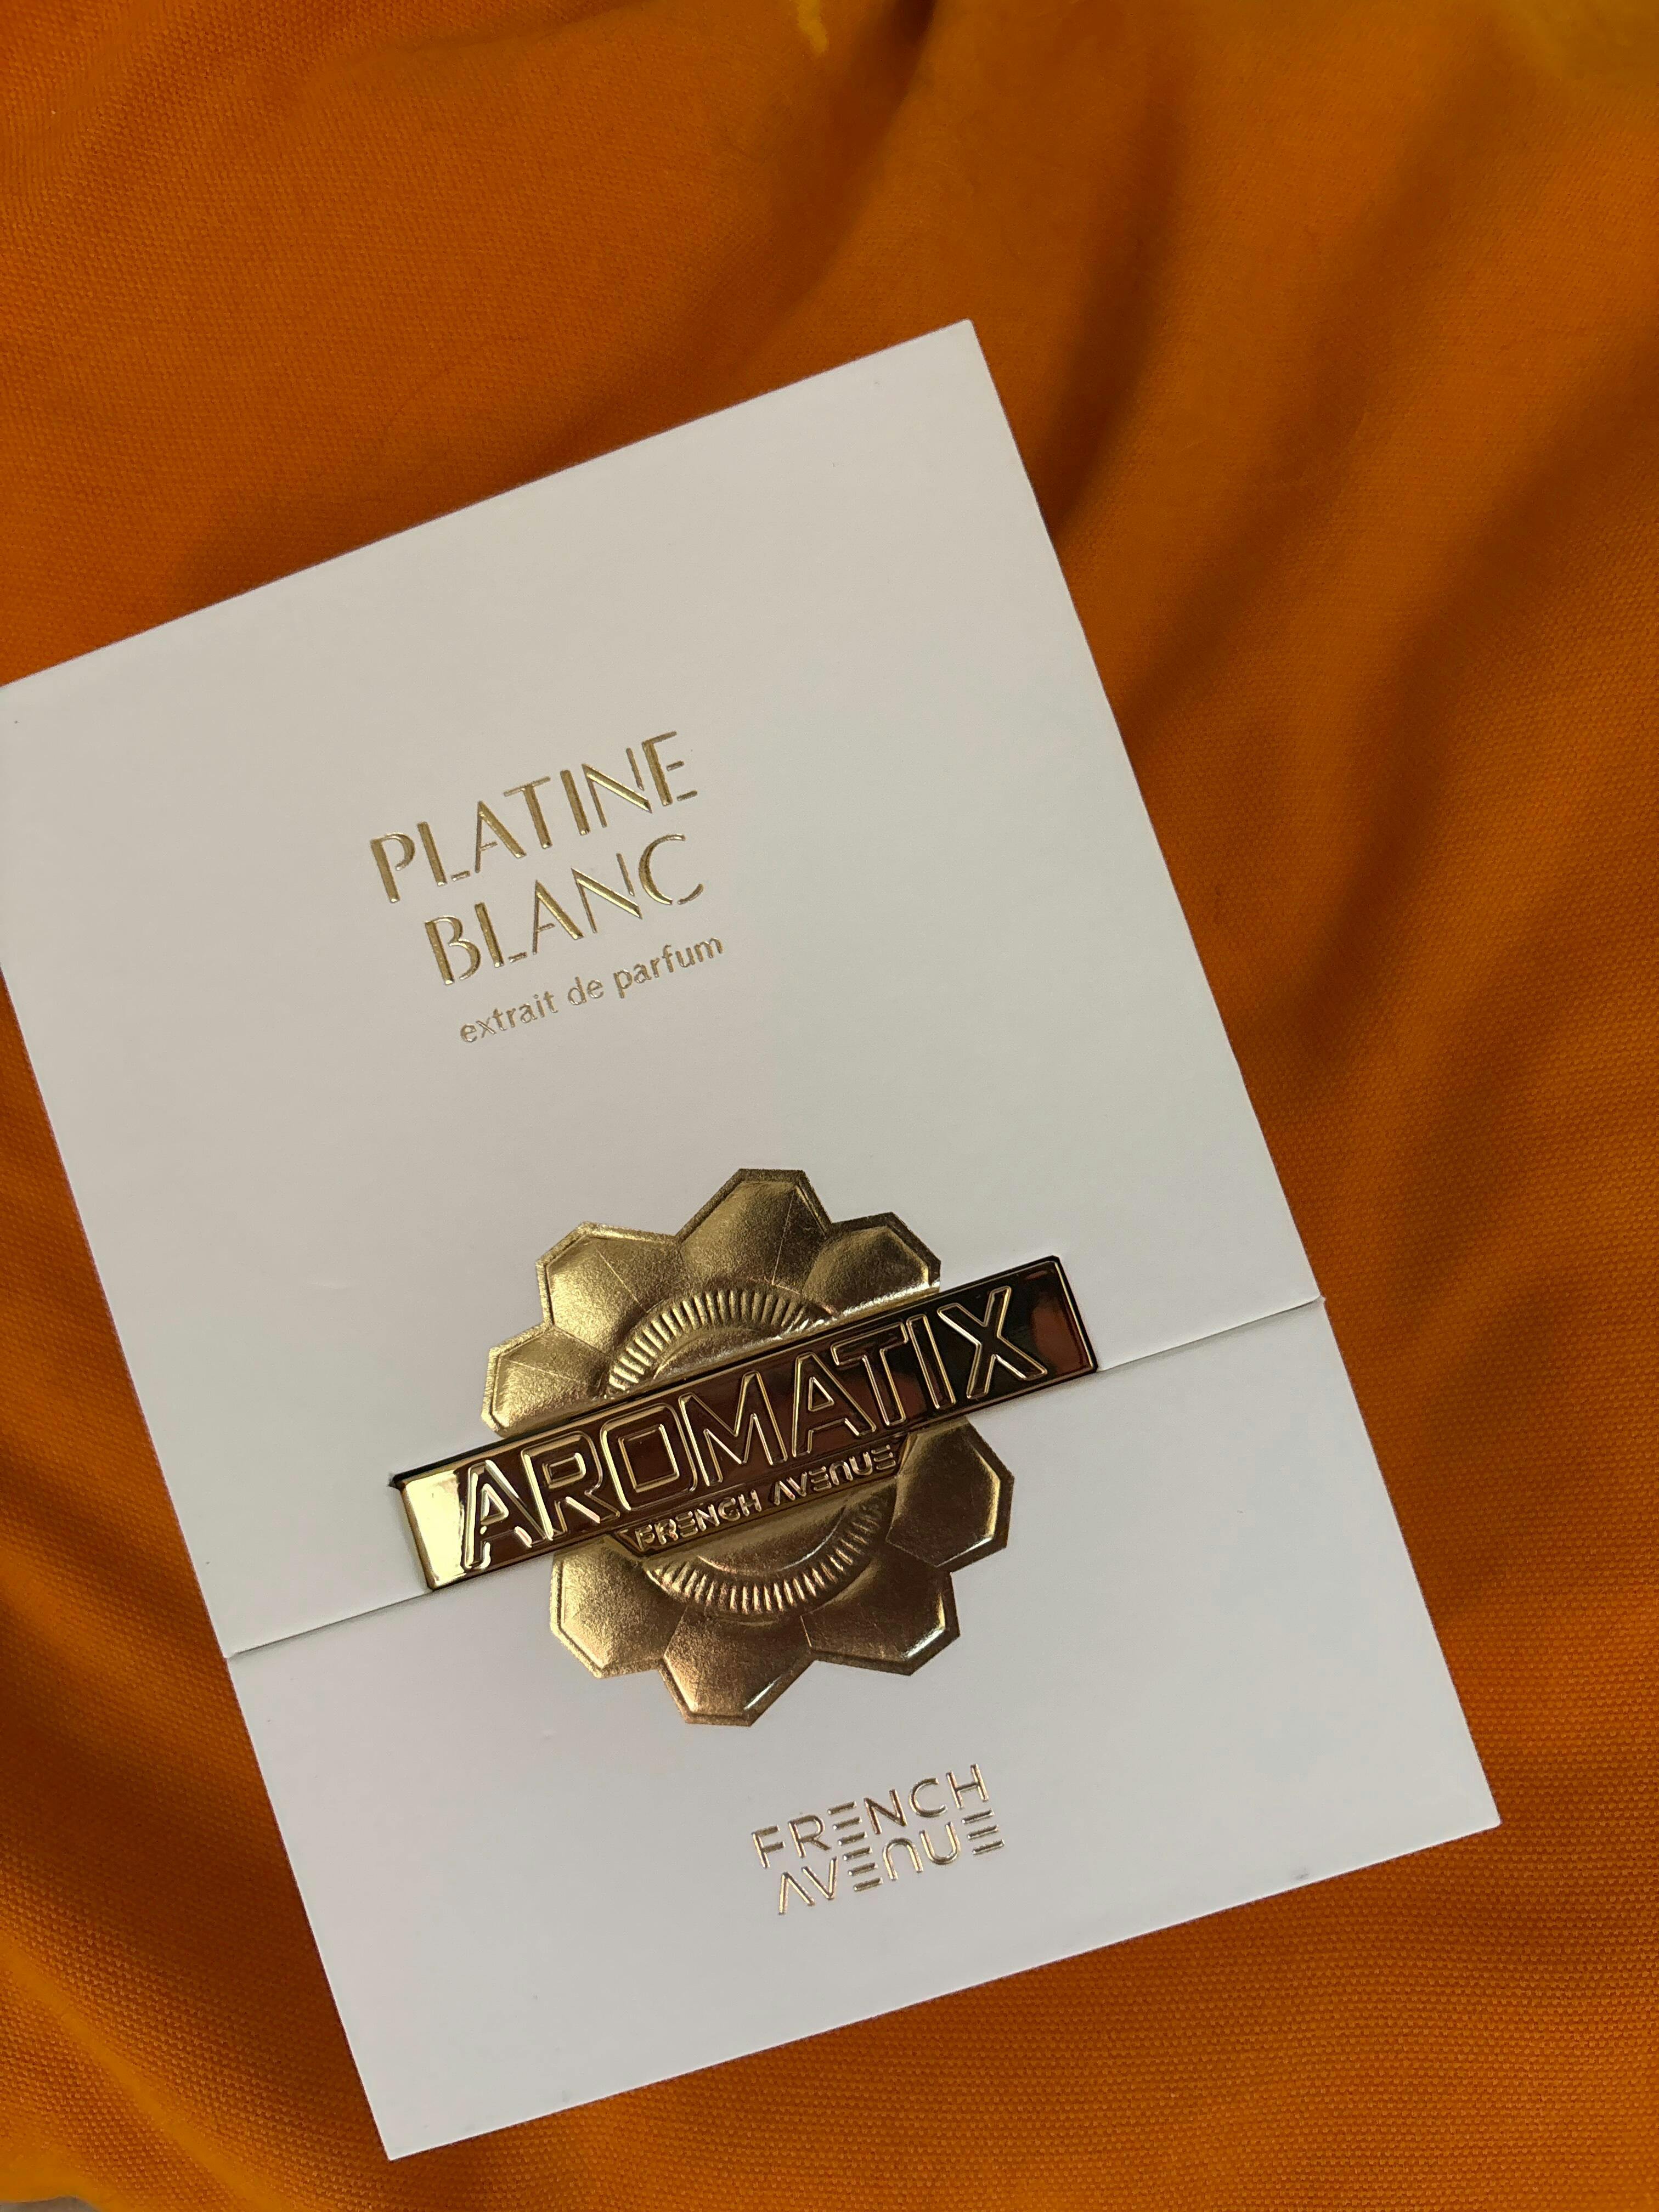 PLATINE
BLANC
extrait de parfum
AROMATIX
FRENCH AVENUE
FRENCH
AVENUE